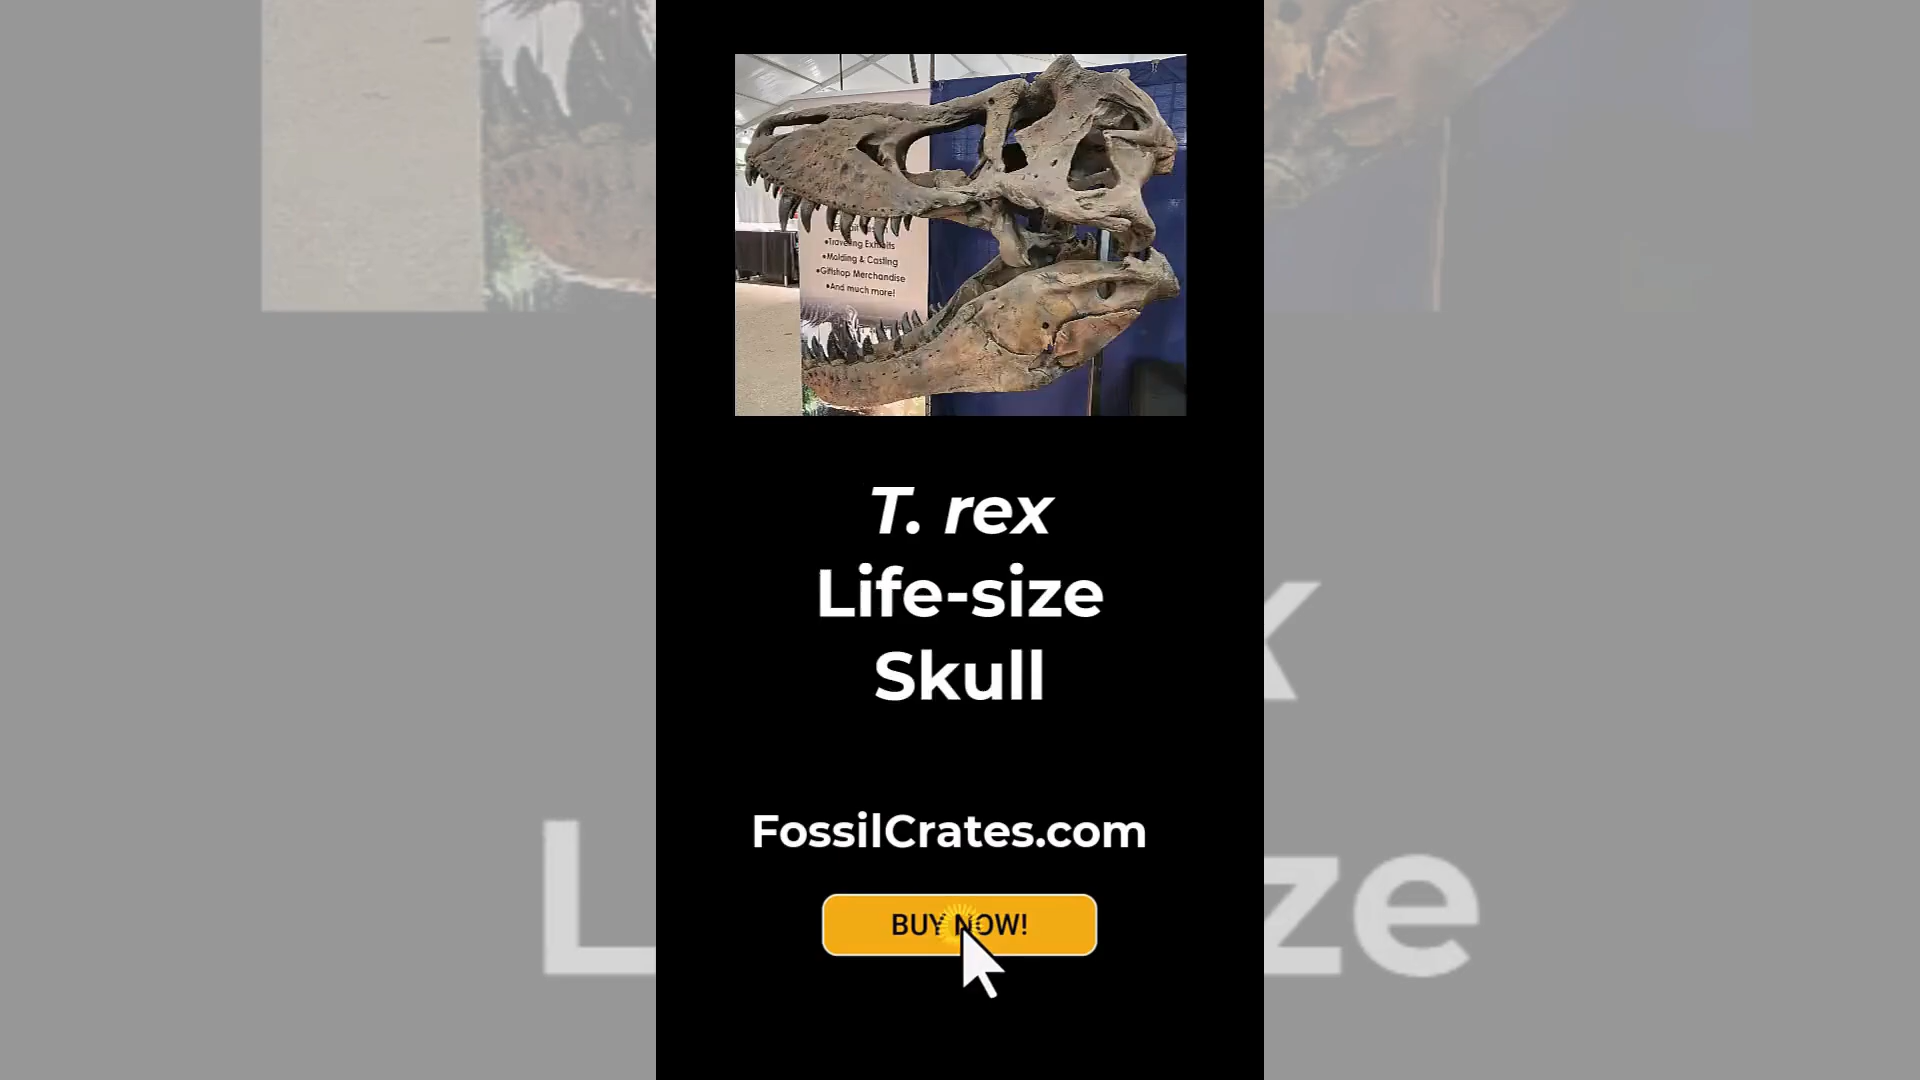 •Traveling Exhibits
•Molding & Casting
•Giftshop Merchandise
•And much more!
T. rex
Life-size
Skull
FossilCrates.com
BUY NOW!